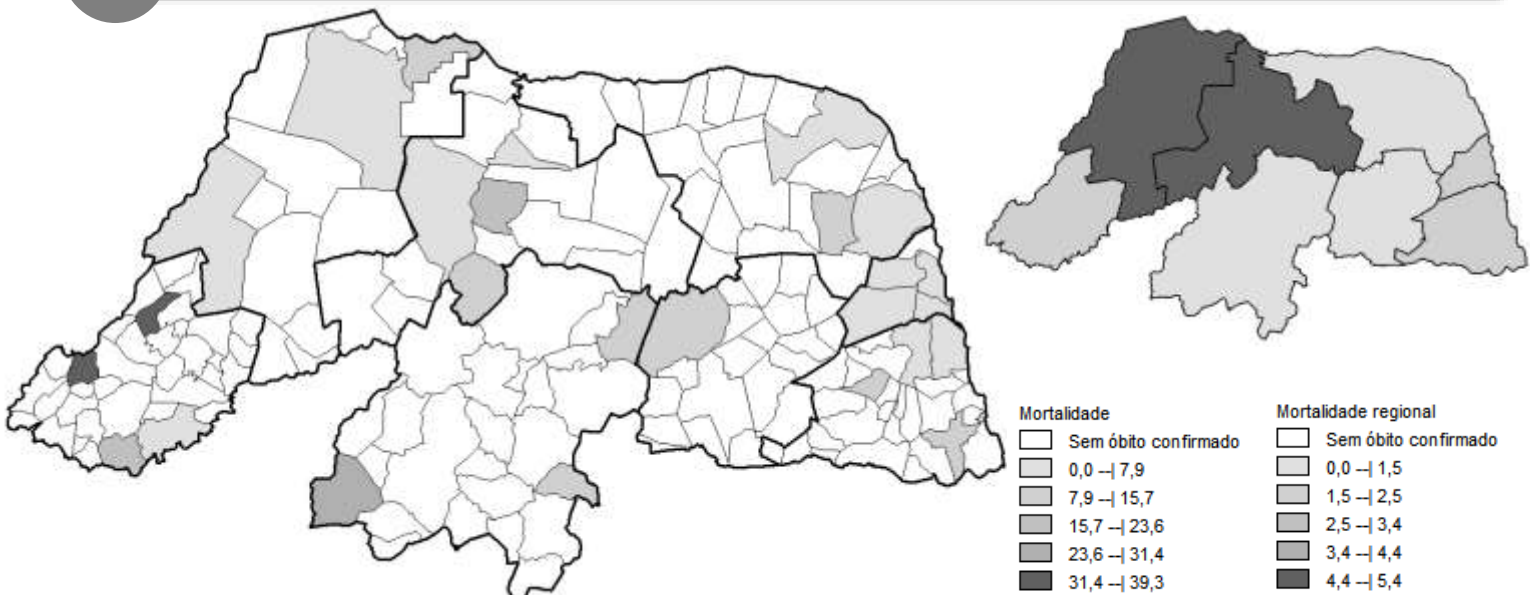 Mortalidade
Sem óbito confirmado
0,0 --| 7,9
7,9 --| 15,7
15,7 --| 23,6
23,6 --| 31,4
31,4 --| 39,3
Mortalidade regional
Sem óbito confirmado
0,0 --| 1,5
1,5 --| 2,5
2,5 --| 3,4
3,4 --| 4,4
4,4 --| 5,4